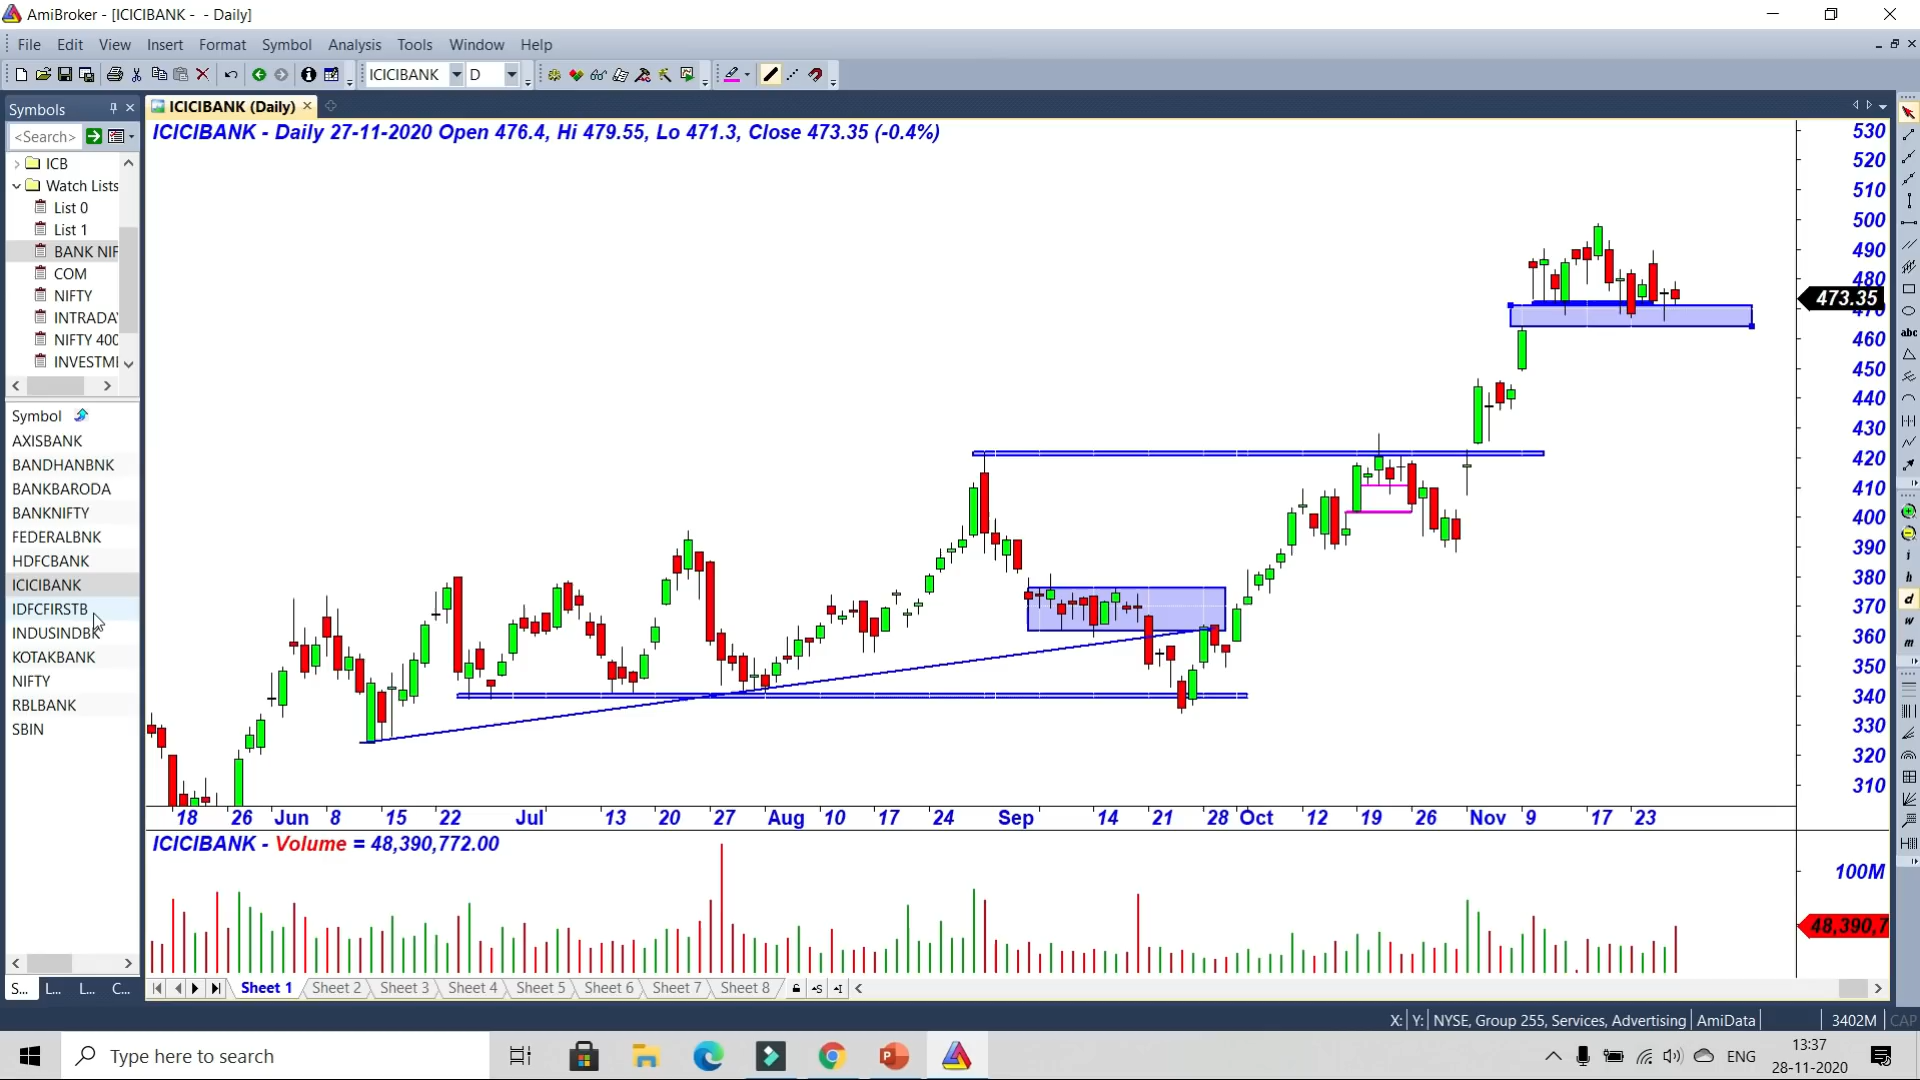 AmiBroker - [ICICIBANK -  - Daily]
File Edit View Insert Format Symbol Analysis Tools Window Help
ICICIBANK D
Symbols
ICICIBANK (Daily)
<Search>
ICICIBANK - Daily 27-11-2020 Open 476.4, Hi 479.55, Lo 471.3, Close 473.35 (-0.4%)
ICB
Watch Lists
List 0
List 1
BANK NIF
COM
NIFTY
INTRADA
NIFTY 400
INVESTM
Symbol
AXISBANK
BANDHANBNK
BANKBARODA
BANKNIFTY
FEDERALBNK
HDFCBANK
ICICIBANK
IDFCFIRSTB
INDUSINDBK
KOTAKBANK
NIFTY
RBLBANK
SBIN
530
520
510
500
490
480
473.35
470
460
450
440
430
420
410
400
390
380
370
360
350
340
330
320
310
abc
i
h
d
w
m
18 26 Jun 8 15 22 Jul 13 20 27 Aug 10 17 24 Sep 14 21 28 Oct 12 19 26 Nov 9 17 23
ICICIBANK - Volume = 48,390,772.00
100M
48,390,7
S... L... L... C...
Sheet 1 Sheet 2 Sheet 3 Sheet 4 Sheet 5 Sheet 6 Sheet 7 Sheet 8
X: Y: NYSE, Group 255, Services, Advertising AmiData 3402M CAP
Type here to search
ENG
13:37
28-11-2020